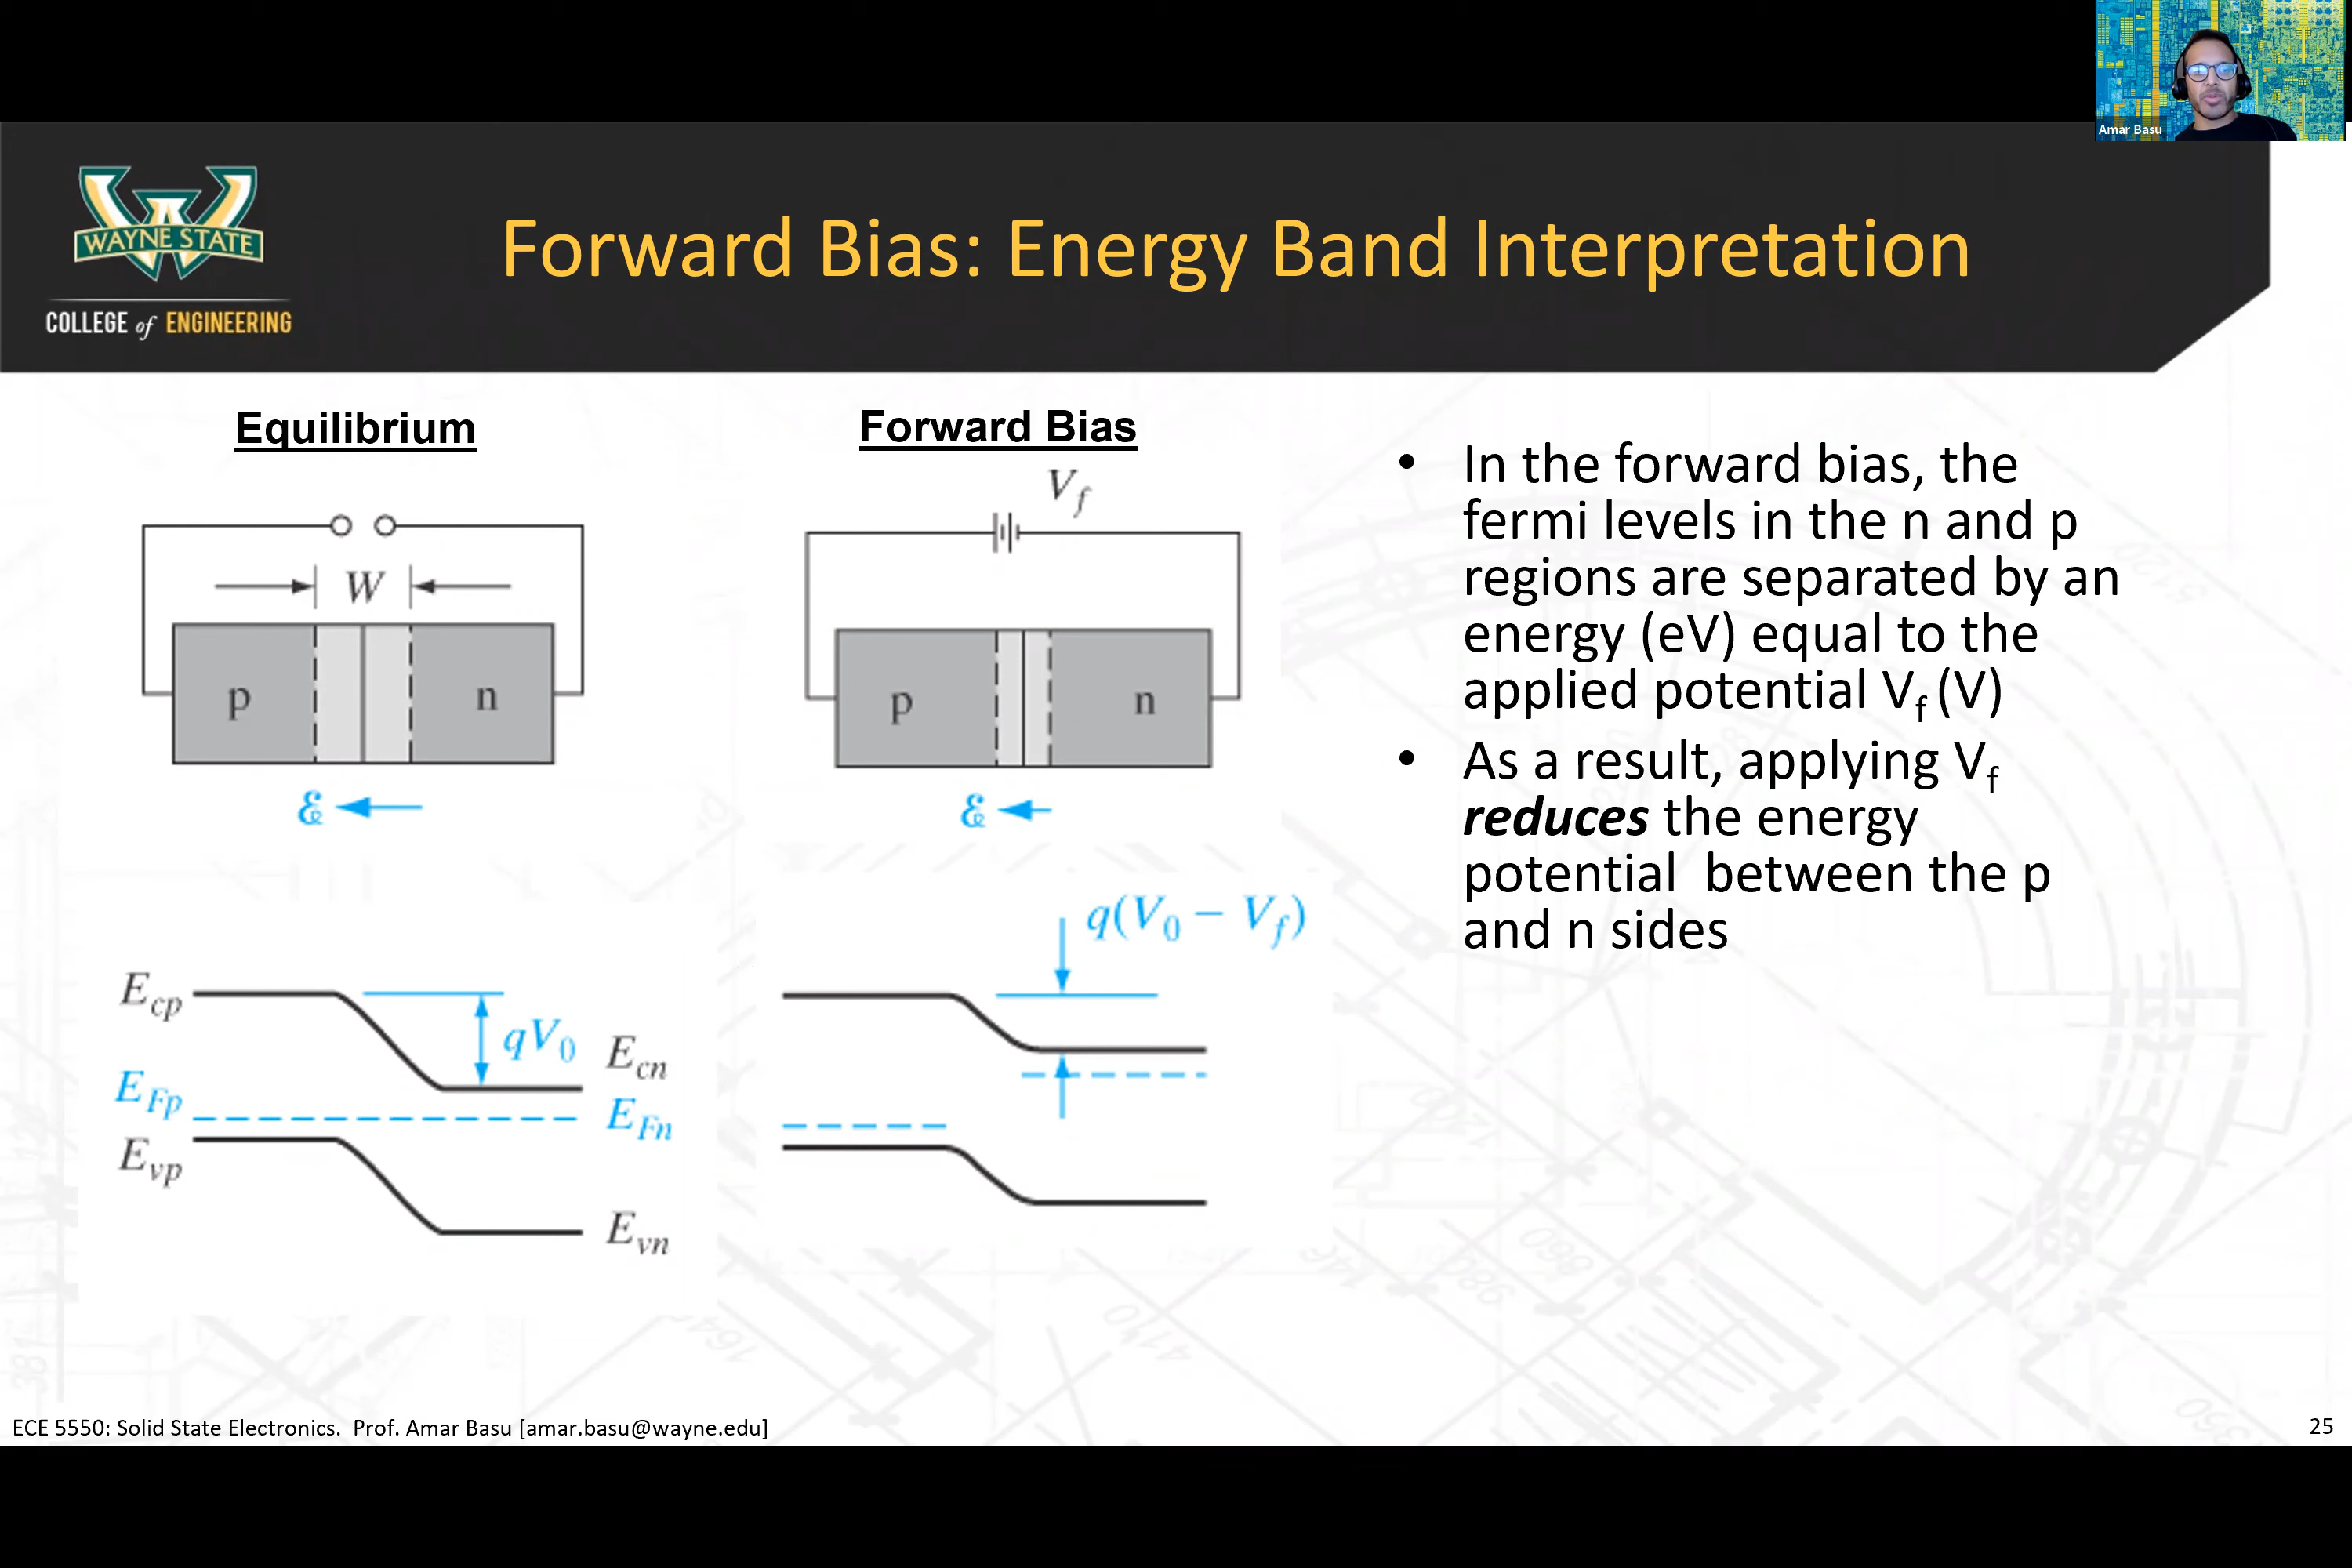 Amar Basu
WAYNE STATE
COLLEGE of ENGINEERING
Forward Bias: Energy Band Interpretation
Equilibrium
W
p
n
ℰ
E_cp
qV_0
E_cn
E_Fp
E_Fn
E_vp
E_vn
Forward Bias
V_f
p
n
ℰ
q(V_0 − V_f)
• In the forward bias, the
fermi levels in the n and p
regions are separated by an
energy (eV) equal to the
applied potential V_f (V)
• As a result, applying V_f
reduces the energy
potential between the p
and n sides
ECE 5550: Solid State Electronics. Prof. Amar Basu [amar.basu@wayne.edu]
25